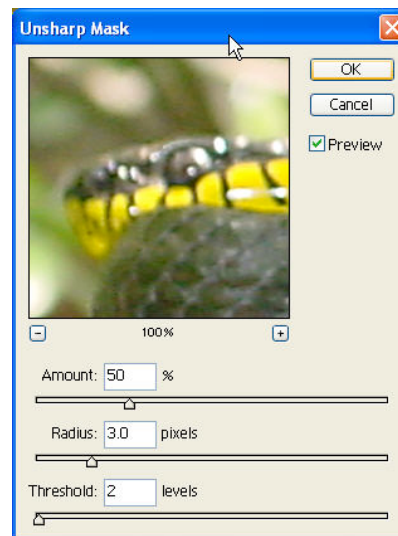 Unsharp Mask
OK
Cancel
Preview
100%
Amount: 50 %
Radius: 3.0 pixels
Threshold: 2 levels